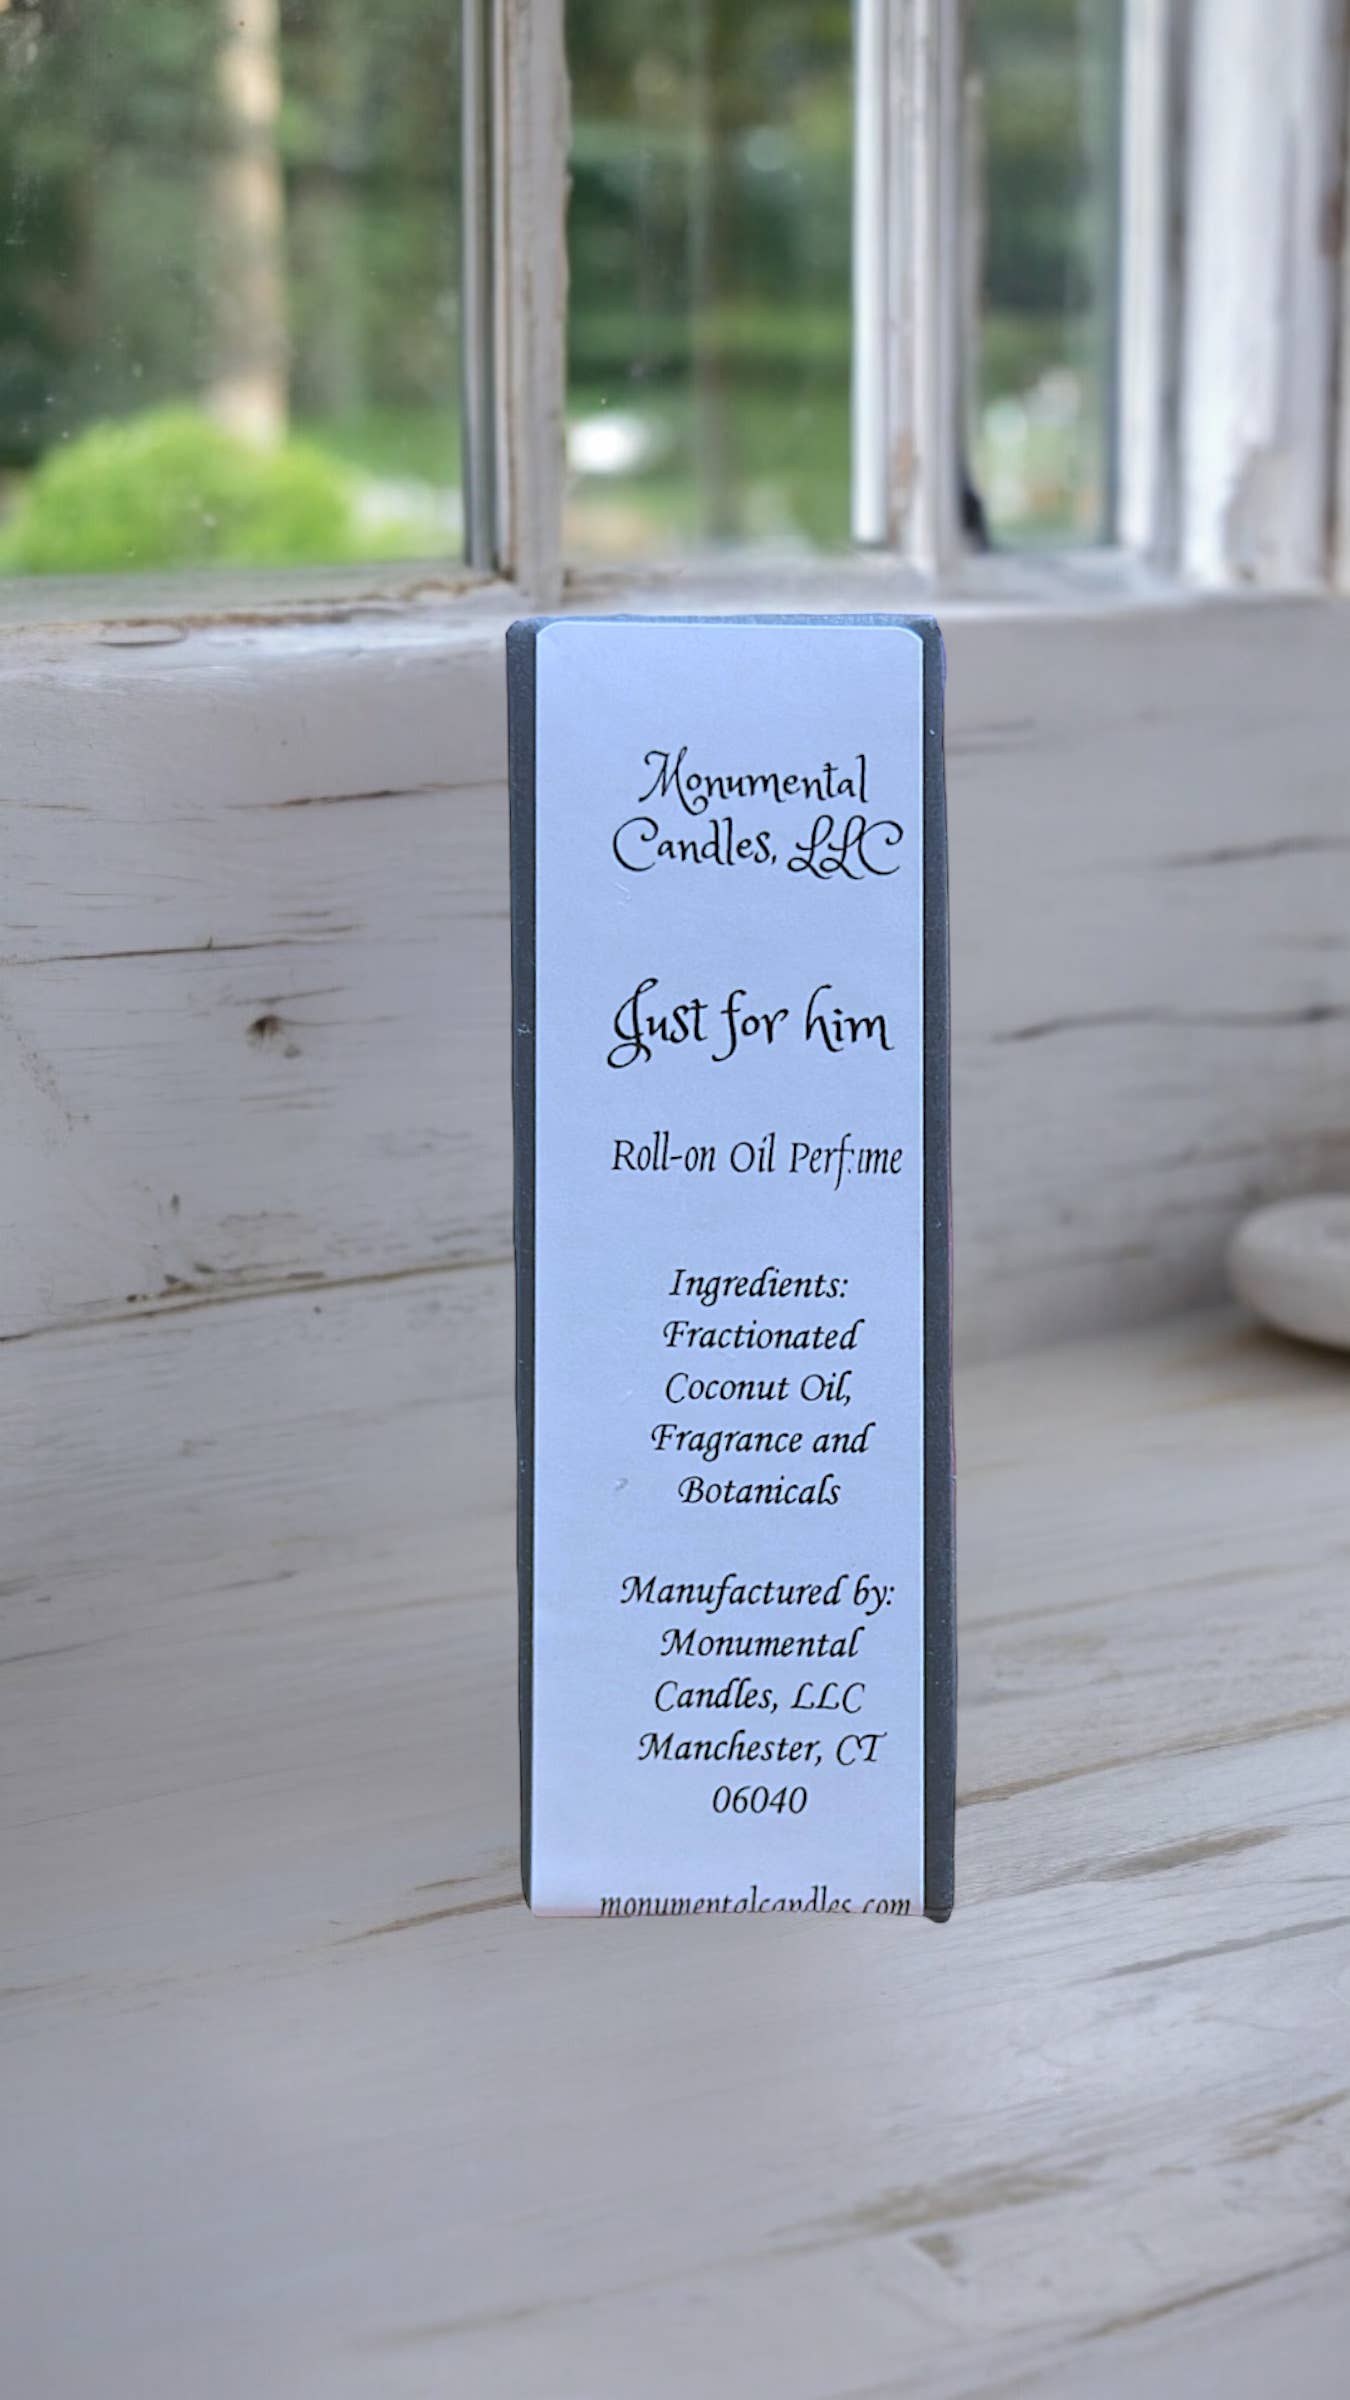 Monumental
Candles, LLC
Just for him
Roll-on Oil Perfume
Ingredients:
Fractionated
Coconut Oil,
Fragrance and
Botanicals
Manufactured by:
Monumental
Candles, LLC
Manchester, CT
06040
monumentalcandles.com